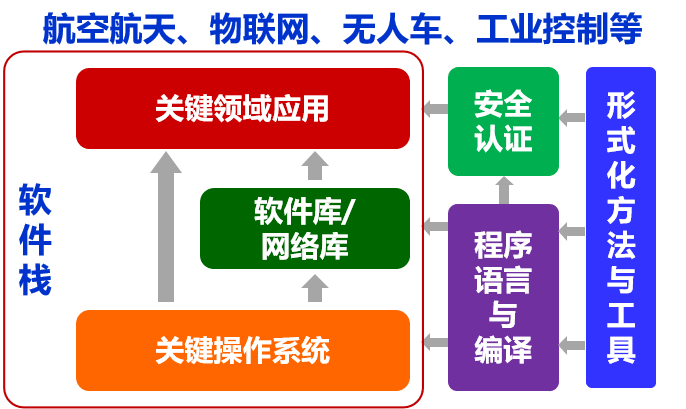 航空航天、物联网、无人车、工业控制等
软件栈
关键领域应用
软件库/
网络库
关键操作系统
安全
认证
程序
语言
与
编译
形式化方法与工具